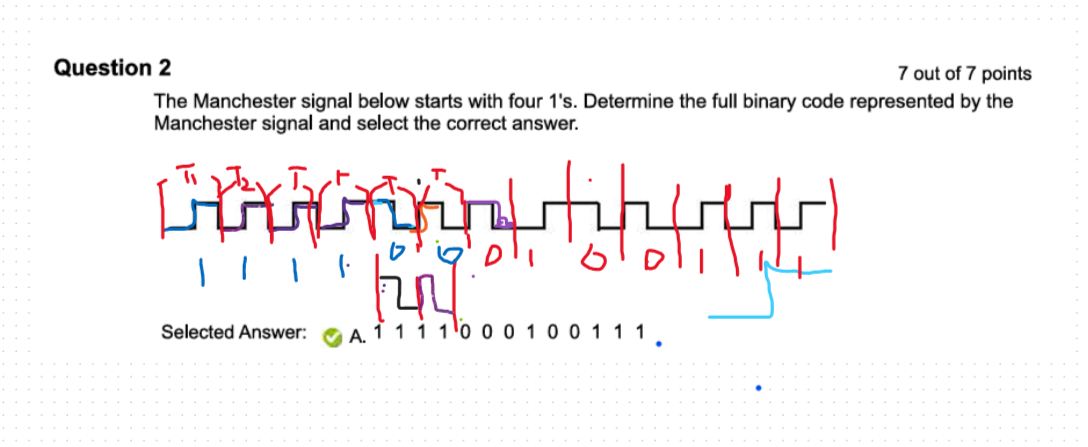 Question 2
7 out of 7 points
The Manchester signal below starts with four 1's. Determine the full binary code represented by the
Manchester signal and select the correct answer.
T1 T2 T T T T
1 1 1 1 0 0 0 1 0 0 1 1 1
Selected Answer: A. 1 1 1 1 0 0 0 1 0 0 1 1 1